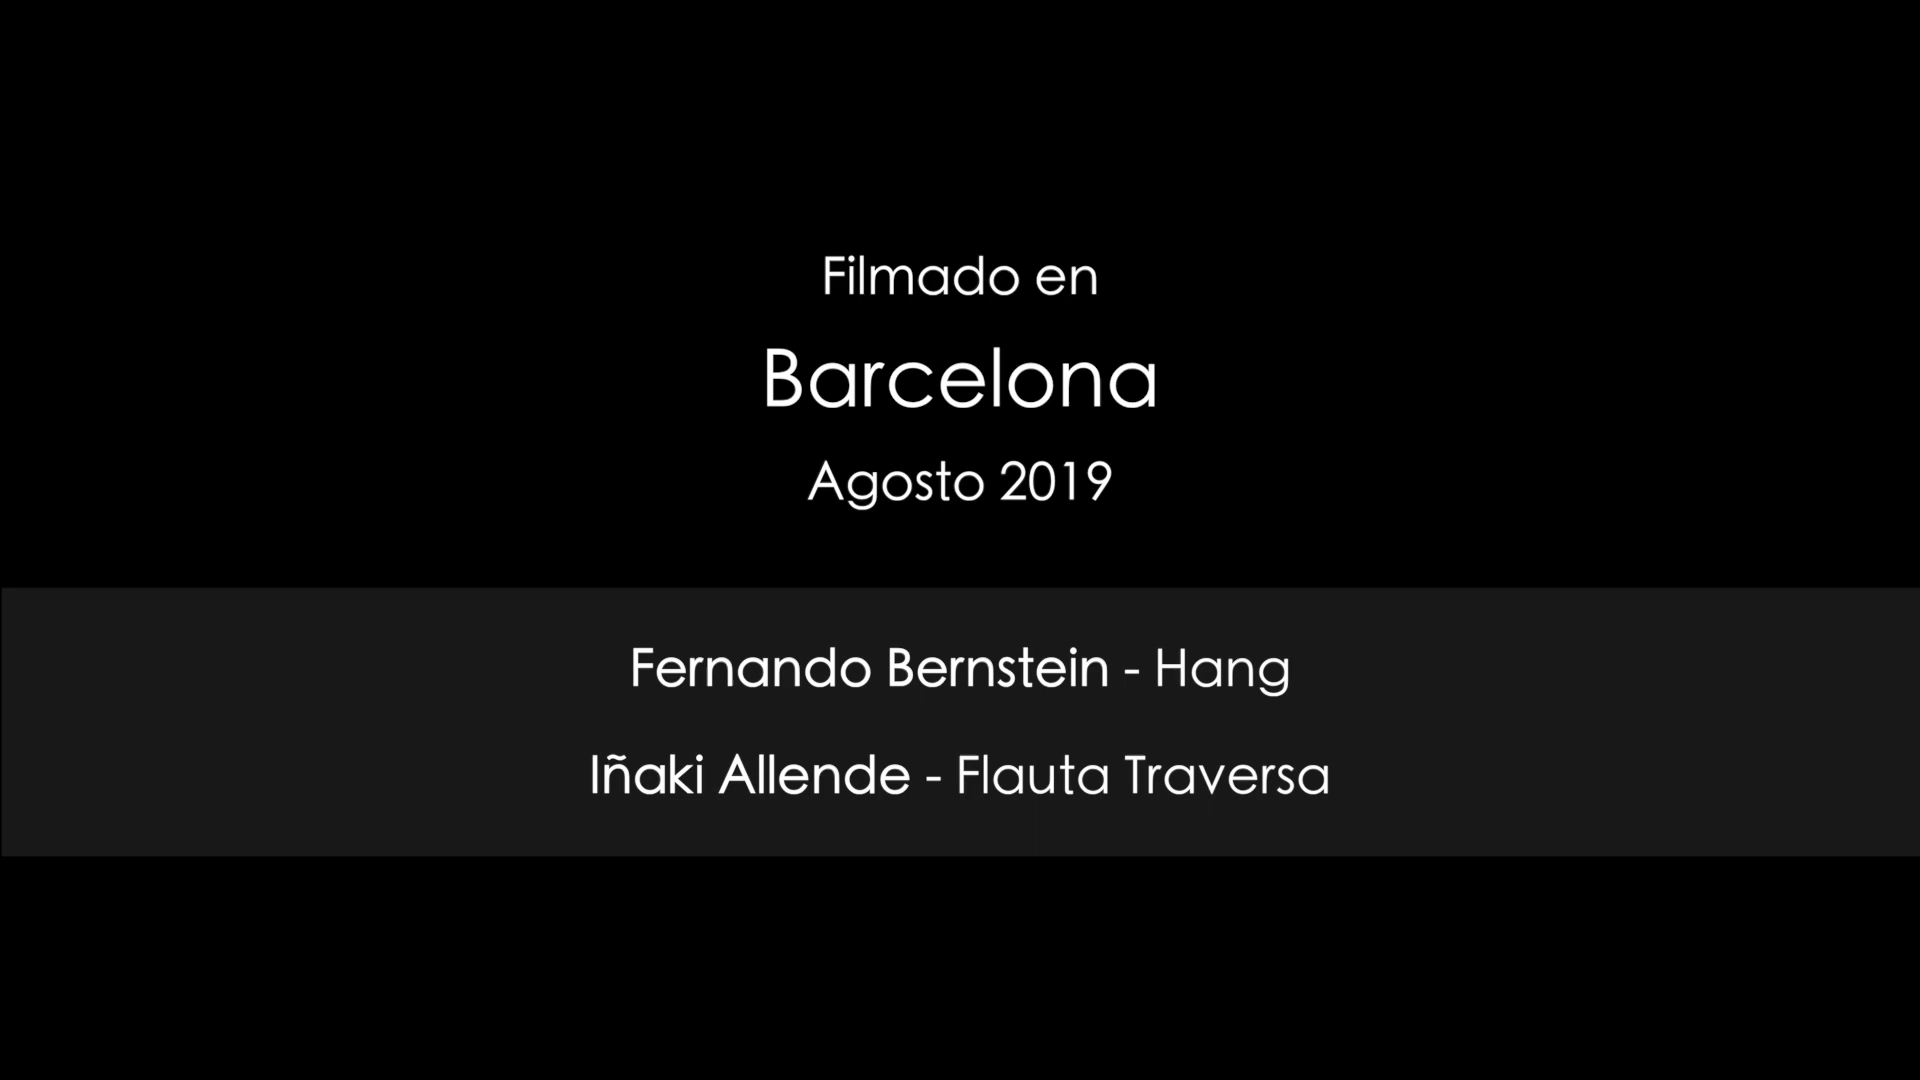 Filmado en
Barcelona
Agosto 2019
Fernando Bernstein - Hang
Iñaki Allende - Flauta Traversa